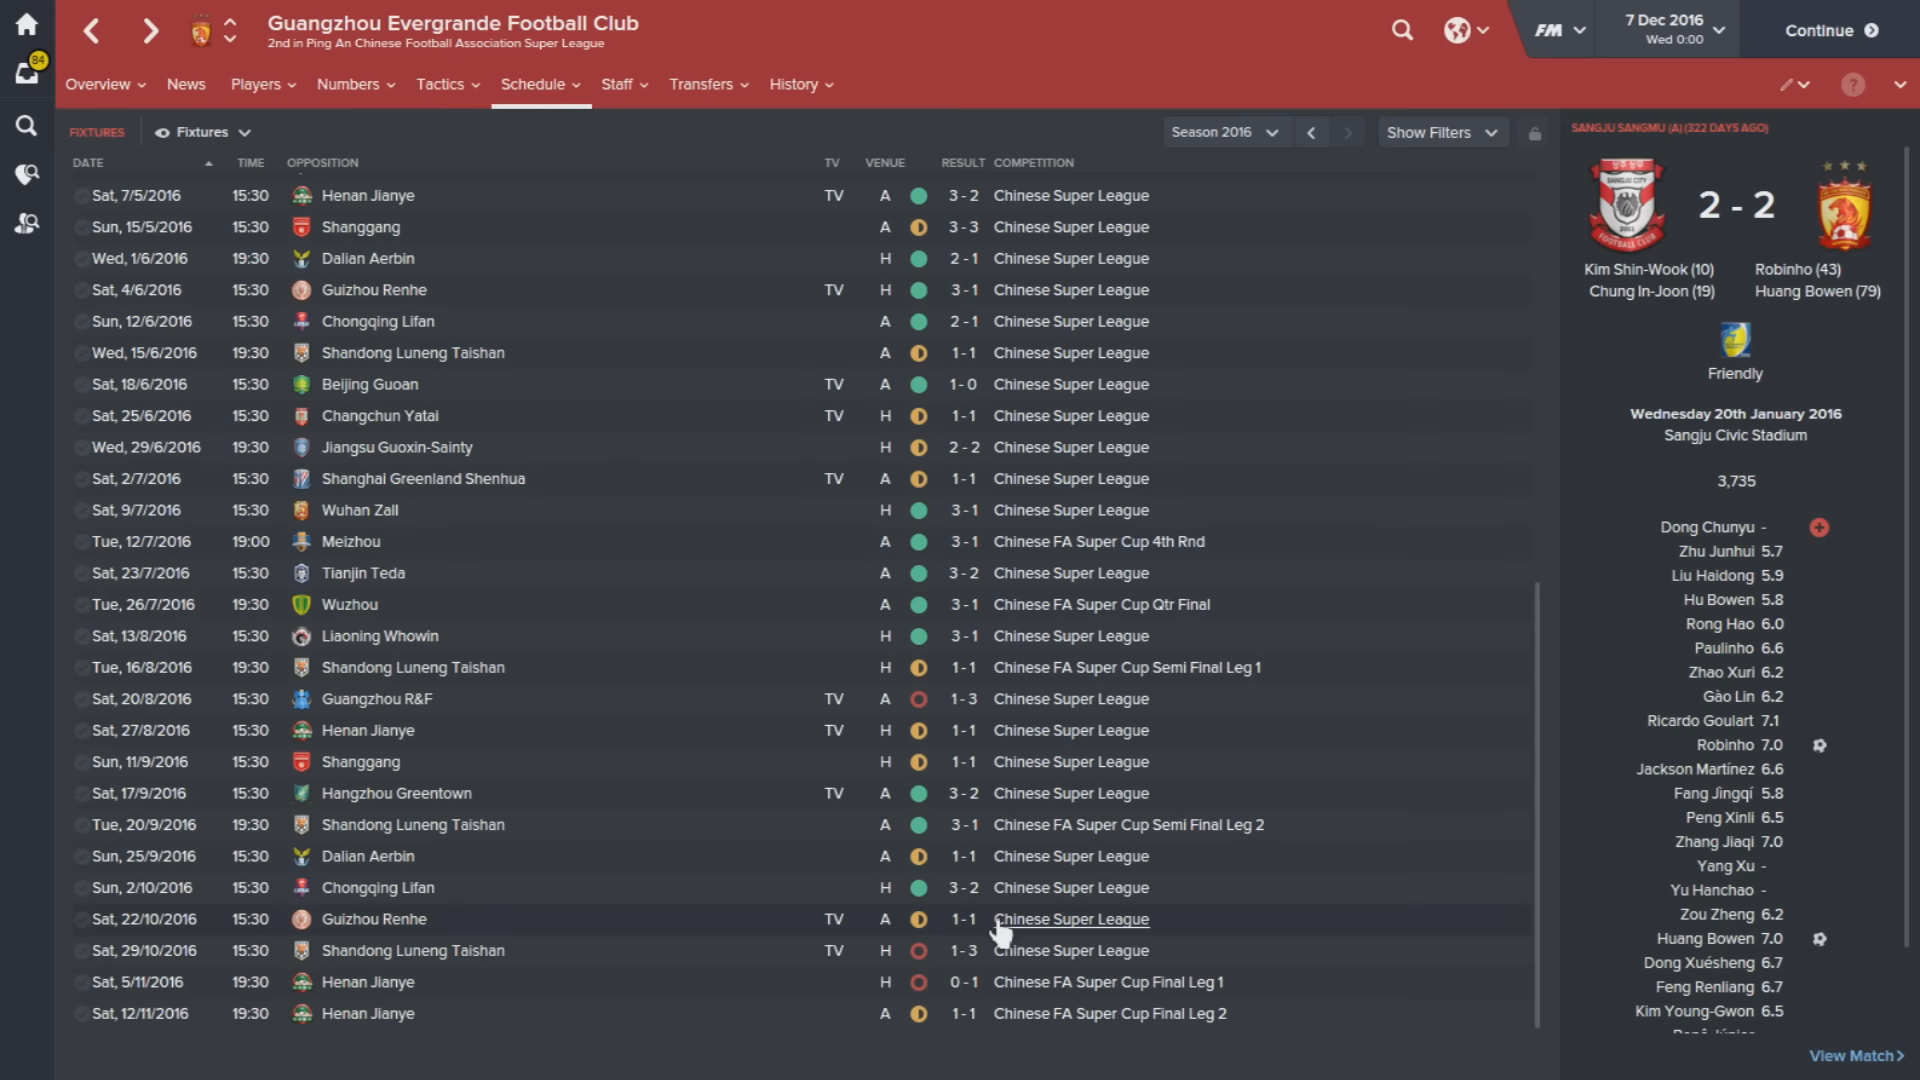 Guangzhou Evergrande Football Club
2nd in Ping An Chinese Football Association Super League
FM
7 Dec 2016
Wed 0:00
Continue
84
Overview News Players Numbers Tactics Schedule Staff Transfers History
?
FIXTURES Fixtures Season 2016 Show Filters
DATE TIME OPPOSITION TV VENUE RESULT COMPETITION
Sat, 7/5/2016 15:30 Henan Jianye TV A 3 - 2 Chinese Super League
Sun, 15/5/2016 15:30 Shanggang A 3 - 3 Chinese Super League
Wed, 1/6/2016 19:30 Dalian Aerbin H 2 - 1 Chinese Super League
Sat, 4/6/2016 15:30 Guizhou Renhe TV H 3 - 1 Chinese Super League
Sun, 12/6/2016 15:30 Chongqing Lifan A 2 - 1 Chinese Super League
Wed, 15/6/2016 19:30 Shandong Luneng Taishan A 1 - 1 Chinese Super League
Sat, 18/6/2016 15:30 Beijing Guoan TV A 1 - 0 Chinese Super League
Sat, 25/6/2016 15:30 Changchun Yatai TV H 1 - 1 Chinese Super League
Wed, 29/6/2016 19:30 Jiangsu Guoxin-Sainty H 2 - 2 Chinese Super League
Sat, 2/7/2016 15:30 Shanghai Greenland Shenhua TV A 1 - 1 Chinese Super League
Sat, 9/7/2016 15:30 Wuhan Zall H 3 - 1 Chinese Super League
Tue, 12/7/2016 19:00 Meizhou A 3 - 1 Chinese FA Super Cup 4th Rnd
Sat, 23/7/2016 15:30 Tianjin Teda A 3 - 2 Chinese Super League
Tue, 26/7/2016 19:30 Wuzhou A 3 - 1 Chinese FA Super Cup Qtr Final
Sat, 13/8/2016 15:30 Liaoning Whowin H 3 - 1 Chinese Super League
Tue, 16/8/2016 19:30 Shandong Luneng Taishan H 1 - 1 Chinese FA Super Cup Semi Final Leg 1
Sat, 20/8/2016 15:30 Guangzhou R&F TV A 1 - 3 Chinese Super League
Sat, 27/8/2016 15:30 Henan Jianye TV H 1 - 1 Chinese Super League
Sun, 11/9/2016 15:30 Shanggang H 1 - 1 Chinese Super League
Sat, 17/9/2016 15:30 Hangzhou Greentown TV A 3 - 2 Chinese Super League
Tue, 20/9/2016 19:30 Shandong Luneng Taishan A 3 - 1 Chinese FA Super Cup Semi Final Leg 2
Sun, 25/9/2016 15:30 Dalian Aerbin A 1 - 1 Chinese Super League
Sun, 2/10/2016 15:30 Chongqing Lifan H 3 - 2 Chinese Super League
Sat, 22/10/2016 15:30 Guizhou Renhe TV A 1 - 1 Chinese Super League
Sat, 29/10/2016 15:30 Shandong Luneng Taishan TV H 1 - 3 Chinese Super League
Sat, 5/11/2016 19:30 Henan Jianye H 0 - 1 Chinese FA Super Cup Final Leg 1
Sat, 12/11/2016 19:30 Henan Jianye A 1 - 1 Chinese FA Super Cup Final Leg 2
SANGJU SANGMU (A) (322 DAYS AGO)
SANGJU CITY
2011
FOOTBALL CLUB
2 - 2
Kim Shin-Wook (10) Robinho (43)
Chung In-Joon (19) Huang Bowen (79)
Friendly
Wednesday 20th January 2016
Sangju Civic Stadium
3,735
Dong Chunyu -
Zhu Junhui 5.7
Liu Haidong 5.9
Hu Bowen 5.8
Rong Hao 6.0
Paulinho 6.6
Zhao Xuri 6.2
Gào Lin 6.2
Ricardo Goulart 7.1
Robinho 7.0
Jackson Martínez 6.6
Fang Jìngqí 5.8
Peng Xinli 6.5
Zhang Jiaqi 7.0
Yang Xu -
Yu Hanchao -
Zou Zheng 6.2
Huang Bowen 7.0
Dong Xuésheng 6.7
Feng Renliang 6.7
Kim Young-Gwon 6.5
View Match